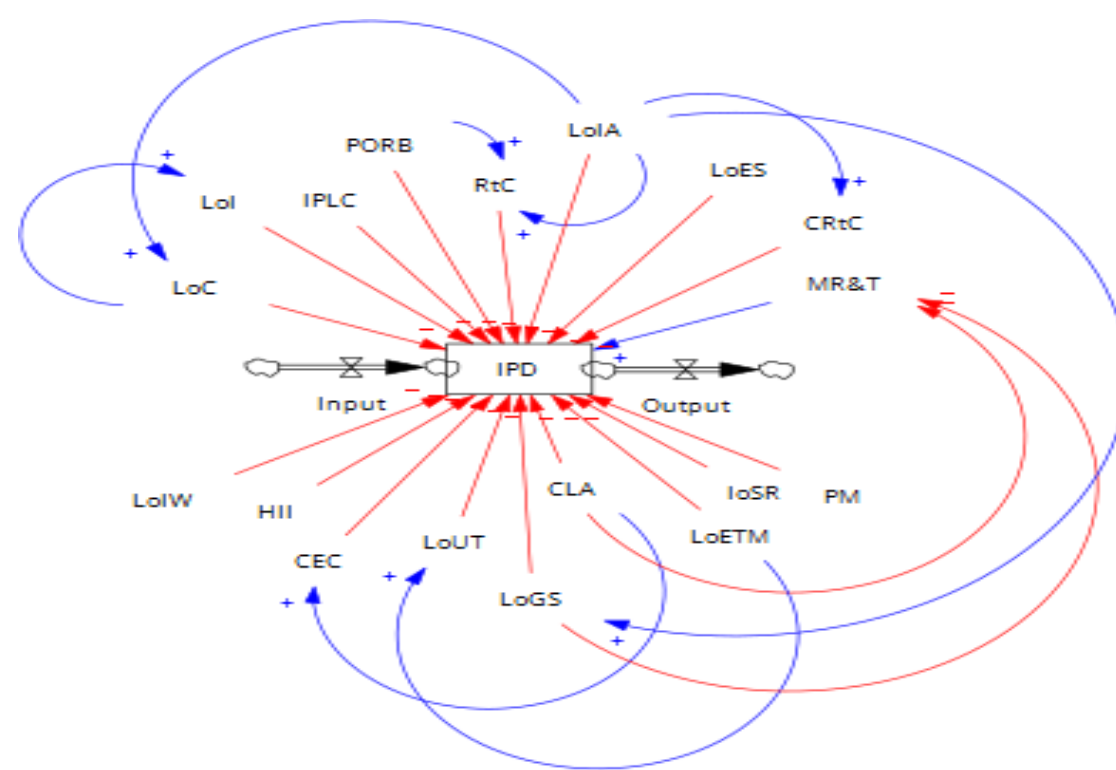 LoIA
PORB
LoES
RtC
IPLC
LoI
CRtC
LoC
MR&T
IPD
Input
Output
LoIW
HII
CLA
IoSR
PM
LoETM
LoUT
CEC
LoGS